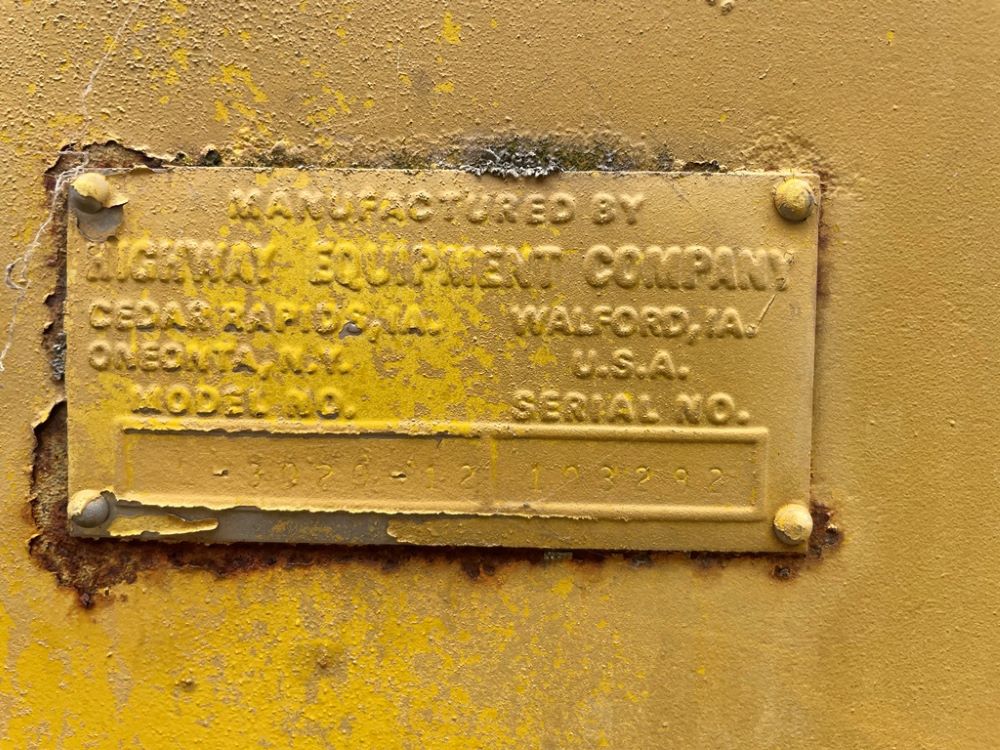 MANUFACTURED BY
HIGHWAY EQUIPMENT COMPANY
CEDAR RAPIDS, IA. WALFORD, IA.
ONEONTA, N.Y. U.S.A.
MODEL NO. SERIAL NO.